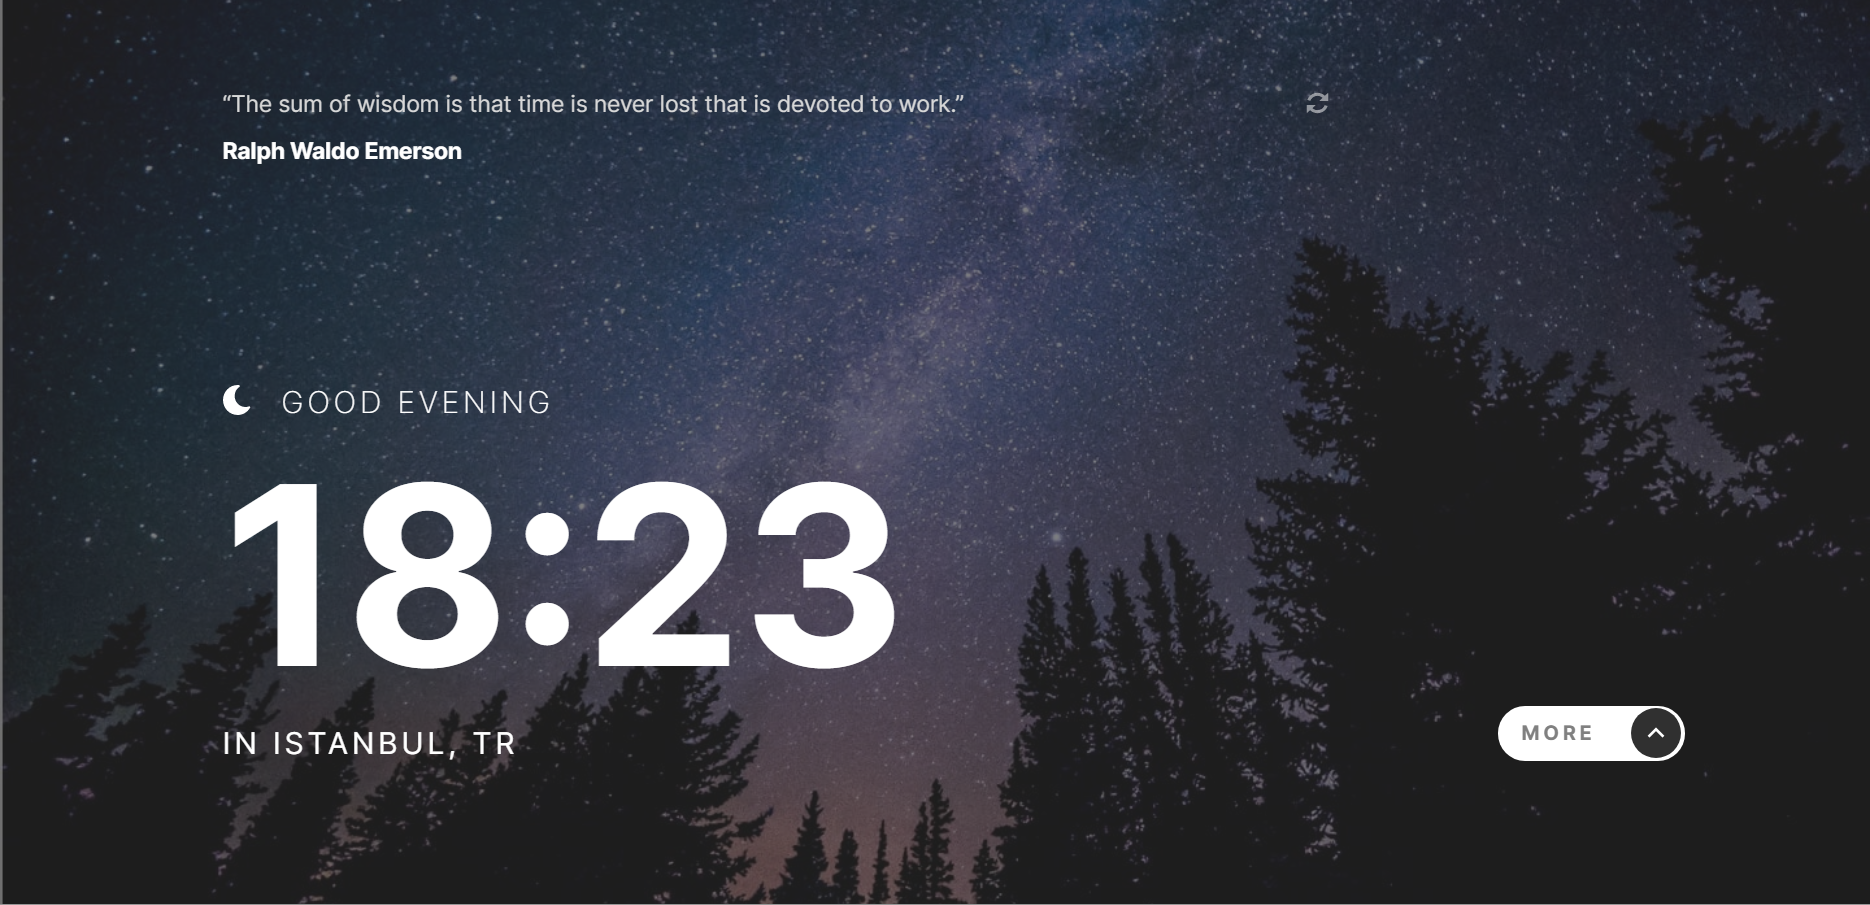 “The sum of wisdom is that time is never lost that is devoted to work.”
Ralph Waldo Emerson
GOOD EVENING
18:23
IN ISTANBUL, TR
MORE